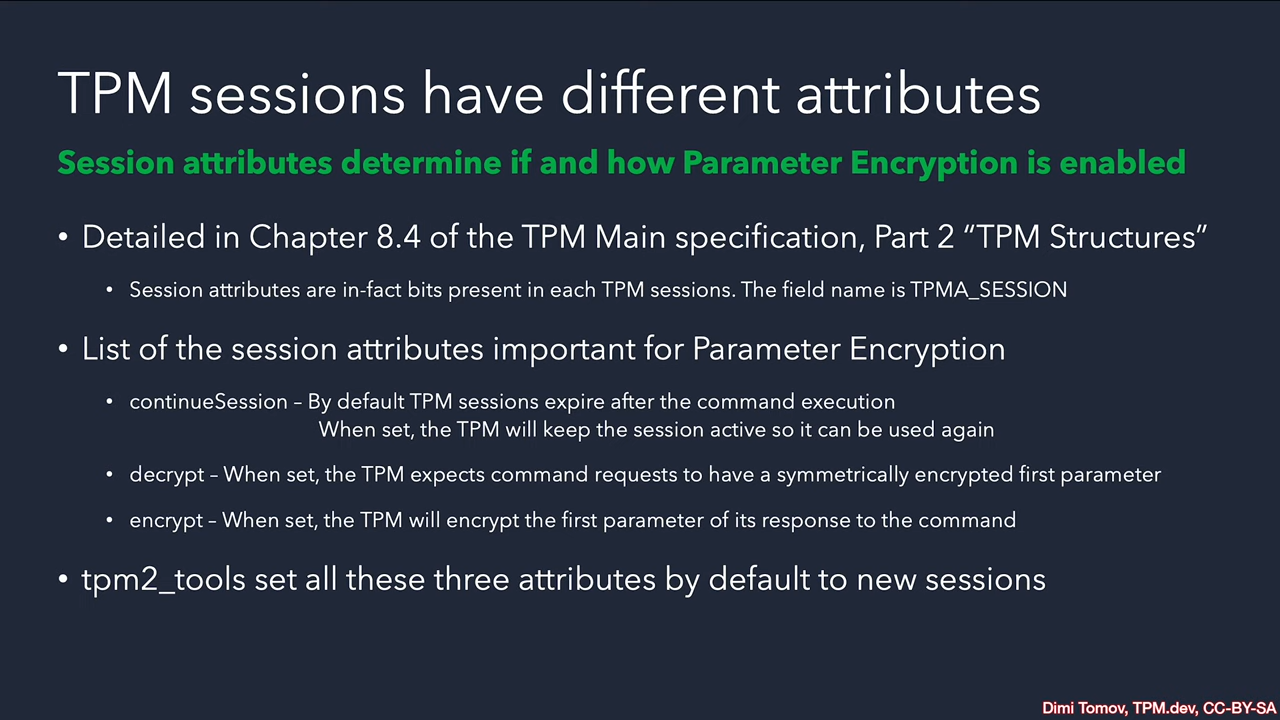 TPM sessions have different attributes
Session attributes determine if and how Parameter Encryption is enabled
• Detailed in Chapter 8.4 of the TPM Main specification, Part 2 “TPM Structures”
• Session attributes are in-fact bits present in each TPM sessions. The field name is TPMA_SESSION
• List of the session attributes important for Parameter Encryption
• continueSession – By default TPM sessions expire after the command execution
When set, the TPM will keep the session active so it can be used again
• decrypt – When set, the TPM expects command requests to have a symmetrically encrypted first parameter
• encrypt – When set, the TPM will encrypt the first parameter of its response to the command
• tpm2_tools set all these three attributes by default to new sessions
Dimi Tomov, TPM.dev, CC-BY-SA